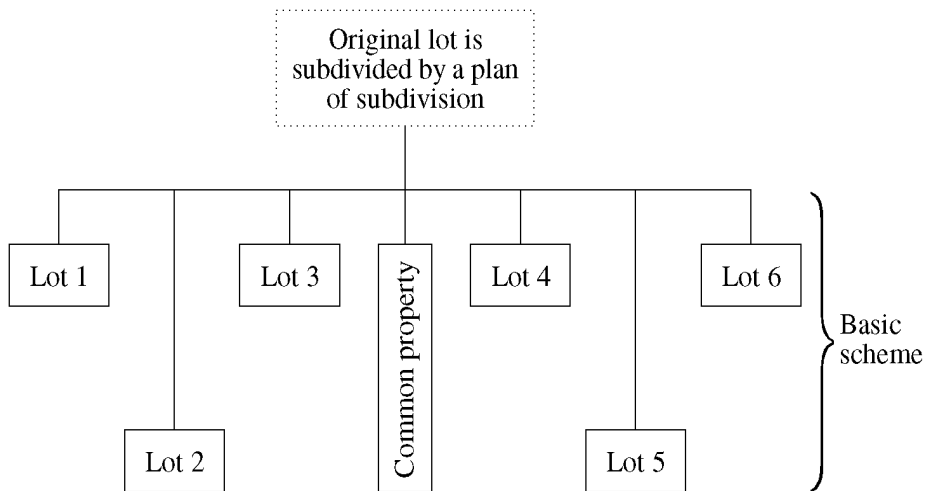 Original lot is
subdivided by a plan
of subdivision
Lot 1
Lot 3
Common property
Lot 4
Lot 6
Basic
scheme
Lot 2
Lot 5